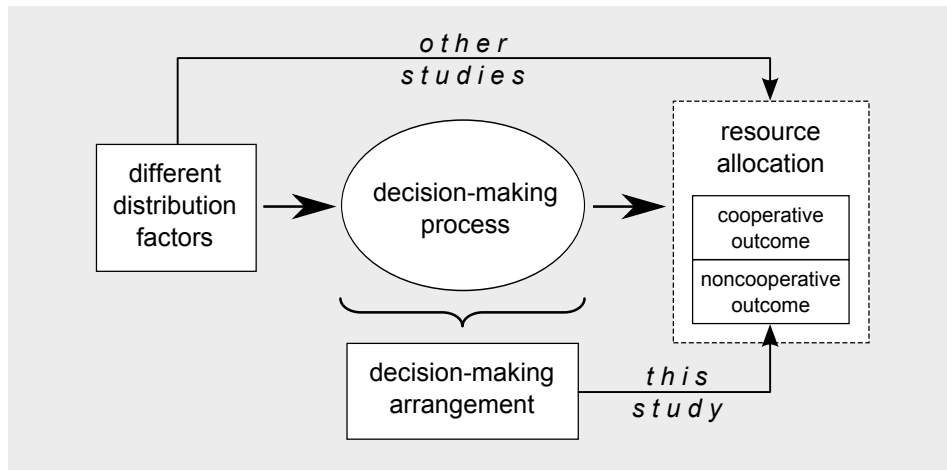 other
studies
different
distribution
factors
decision-making
process
resource
allocation
cooperative
outcome
noncooperative
outcome
decision-making
arrangement
this
study